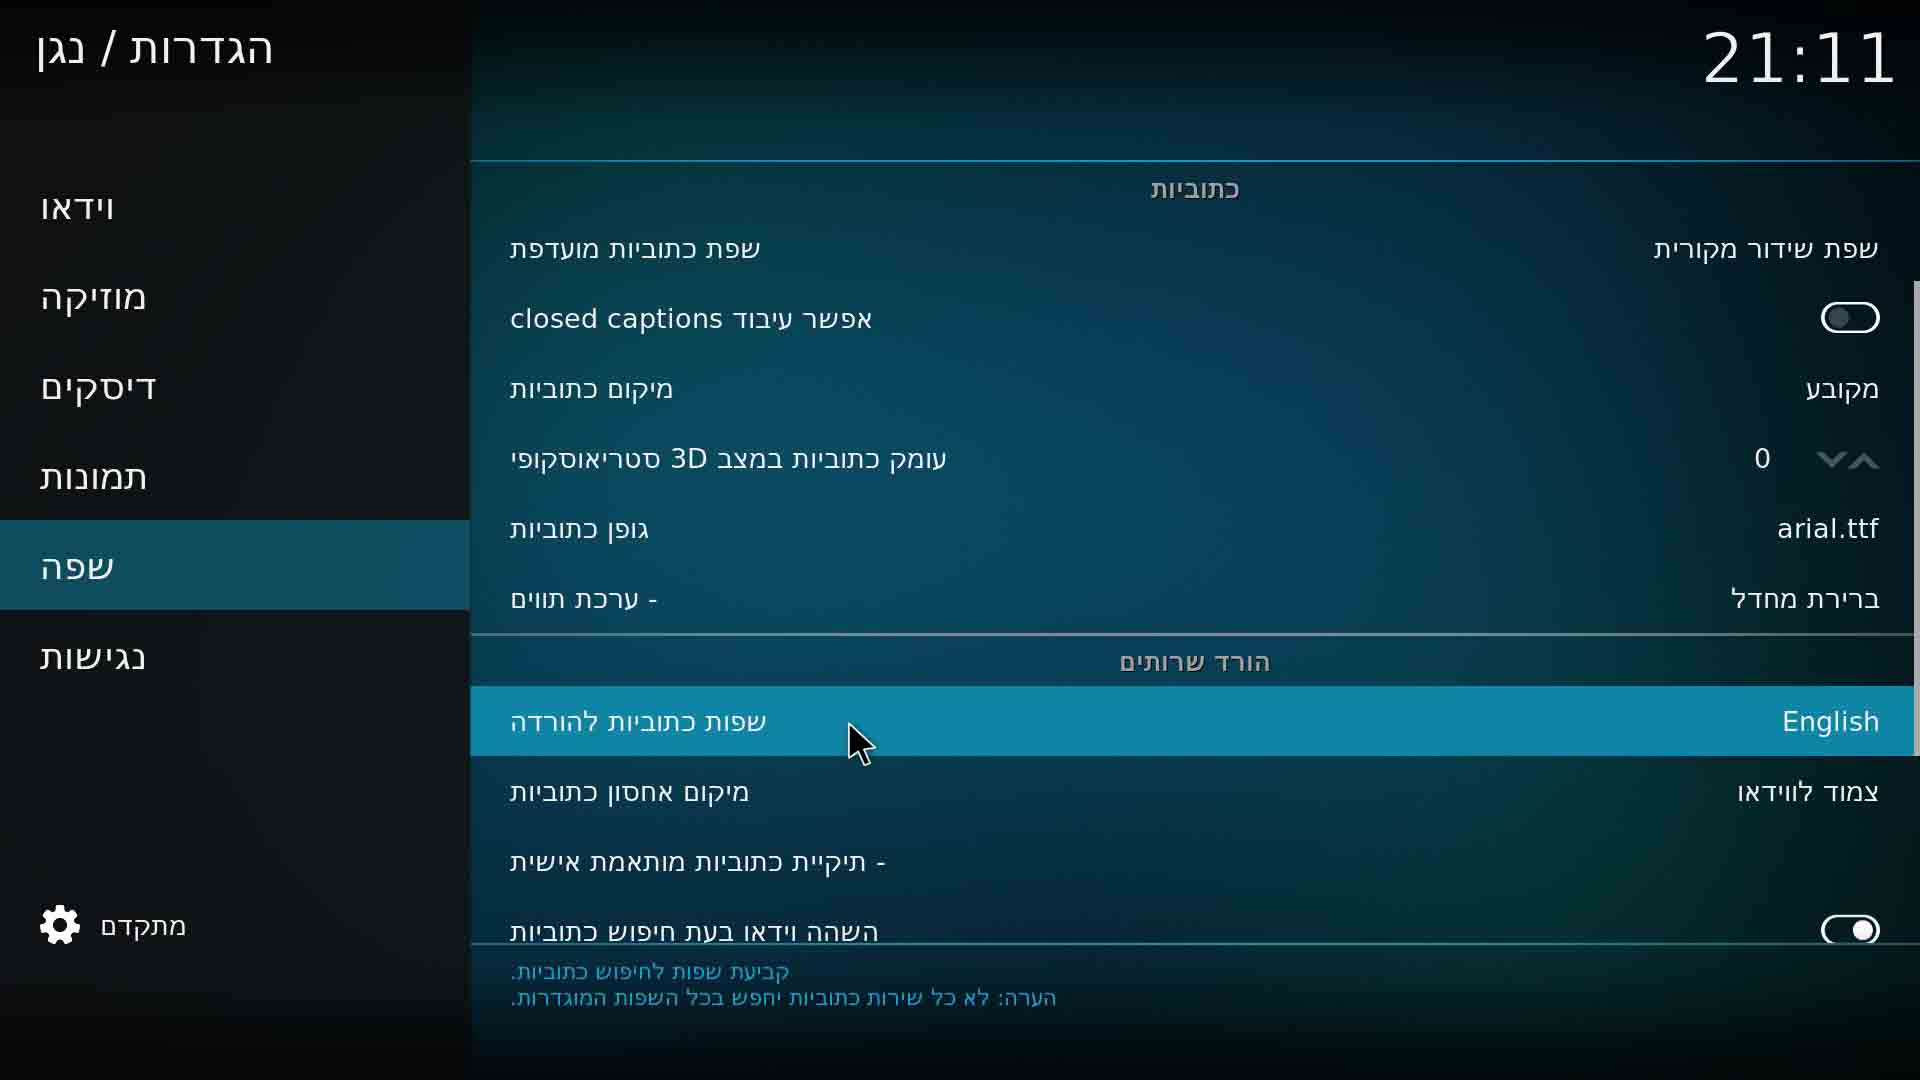 הגדרות / נגן
21:11
וידאו
מוזיקה
דיסקים
תמונות
שפה
נגישות
מתקדם
כתוביות
שפת כתוביות מועדפת
שפת שידור מקורית
אפשר עיבוד closed captions
מיקום כתוביות
מקובע
עומק כתוביות במצב 3D סטריאוסקופי
0
גופן כתוביות
arial.ttf
- ערכת תווים
ברירת מחדל
הורד שרותים
שפות כתוביות להורדה
English
מיקום אחסון כתוביות
צמוד לווידאו
- תיקיית כתוביות מותאמת אישית
השהה וידאו בעת חיפוש כתוביות
קביעת שפות לחיפוש כתוביות.
הערה: לא כל שירות כתוביות יחפש בכל השפות המוגדרות.